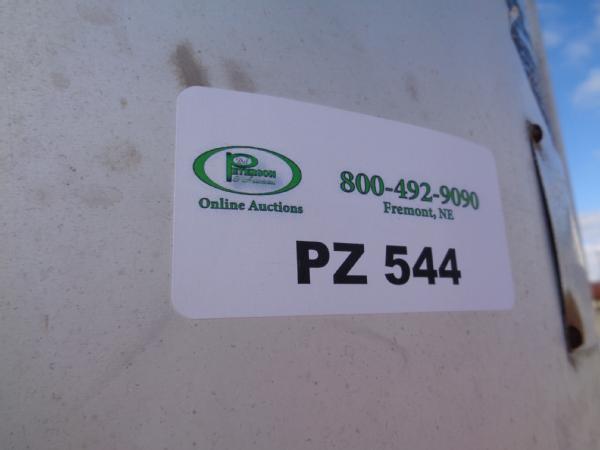 PETERSON
Online Auctions
800-492-9090
Fremont, NE
PZ 544